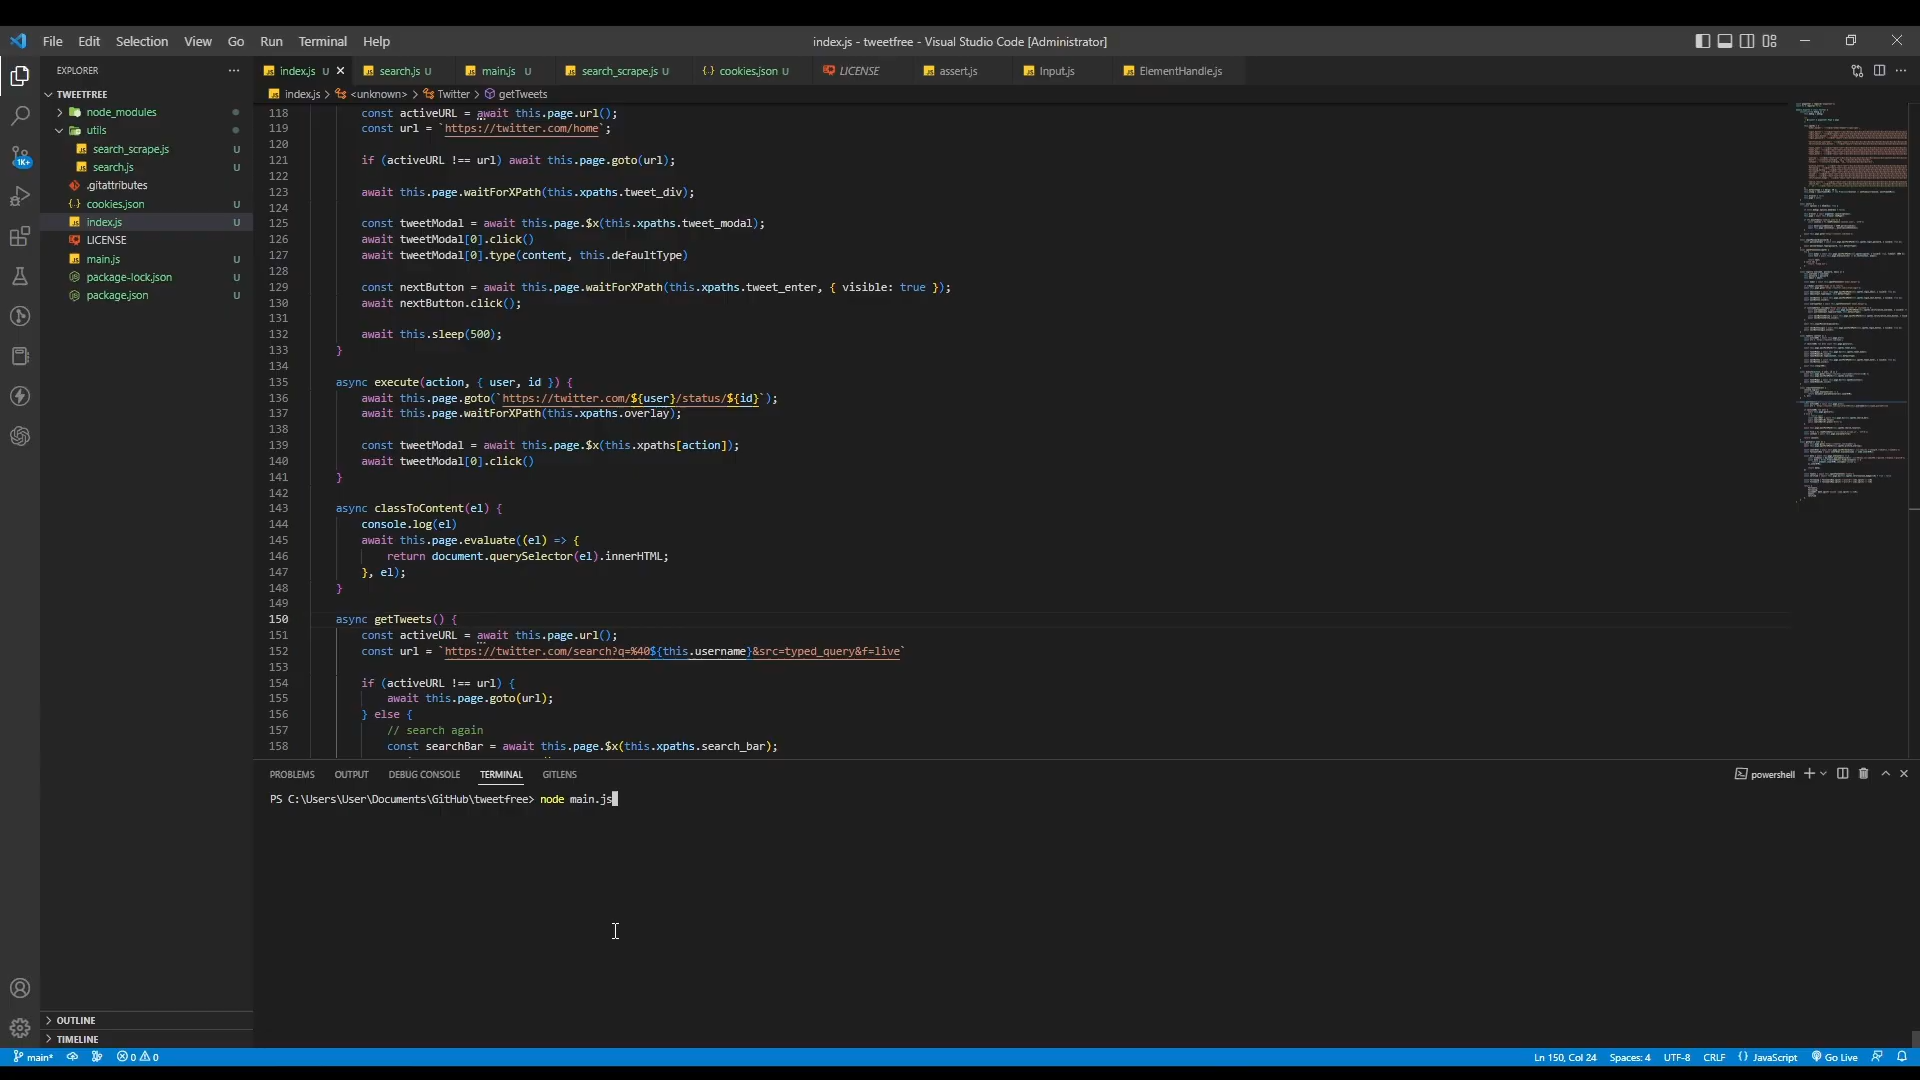 File Edit Selection View Go Run Terminal Help
index.js - tweetfree - Visual Studio Code [Administrator]
EXPLORER
index.js U
search.js U
main.js U
search_scrape.js U
cookies.json U
LICENSE
assert.js
Input.js
ElementHandle.js
index.js > <unknown> > Twitter > getTweets
TWEETFREE
node_modules
utils
search_scrape.js U
search.js U
.gitattributes
cookies.json U
index.js U
LICENSE
main.js U
package-lock.json U
package.json U
1K+
118 const activeURL = await this.page.url();
119 const url = `https://twitter.com/home`;
120
121 if (activeURL !== url) await this.page.goto(url);
122
123 await this.page.waitForXPath(this.xpaths.tweet_div);
124
125 const tweetModal = await this.page.$x(this.xpaths.tweet_modal);
126 await tweetModal[0].click()
127 await tweetModal[0].type(content, this.defaultType)
128
129 const nextButton = await this.page.waitForXPath(this.xpaths.tweet_enter, { visible: true });
130 await nextButton.click();
131
132 await this.sleep(500);
133 }
134
135 async execute(action, { user, id }) {
136 await this.page.goto(`https://twitter.com/${user}/status/${id}`);
137 await this.page.waitForXPath(this.xpaths.overlay);
138
139 const tweetModal = await this.page.$x(this.xpaths[action]);
140 await tweetModal[0].click()
141 }
142
143 async classToContent(el) {
144 console.log(el)
145 await this.page.evaluate((el) => {
146 return document.querySelector(el).innerHTML;
147 }, el);
148 }
149
150 async getTweets() {
151 const activeURL = await this.page.url();
152 const url = `https://twitter.com/search?q=%40${this.username}&src=typed_query&f=live`
153
154 if (activeURL !== url) {
155 await this.page.goto(url);
156 } else {
157 // search again
158 const searchBar = await this.page.$x(this.xpaths.search_bar);
PROBLEMS OUTPUT DEBUG CONSOLE TERMINAL GITLENS
powershell
PS C:\Users\User\Documents\GitHub\tweetfree> node main.js
OUTLINE
TIMELINE
main* 0 0
Ln 150, Col 24 Spaces: 4 UTF-8 CRLF {} JavaScript Go Live